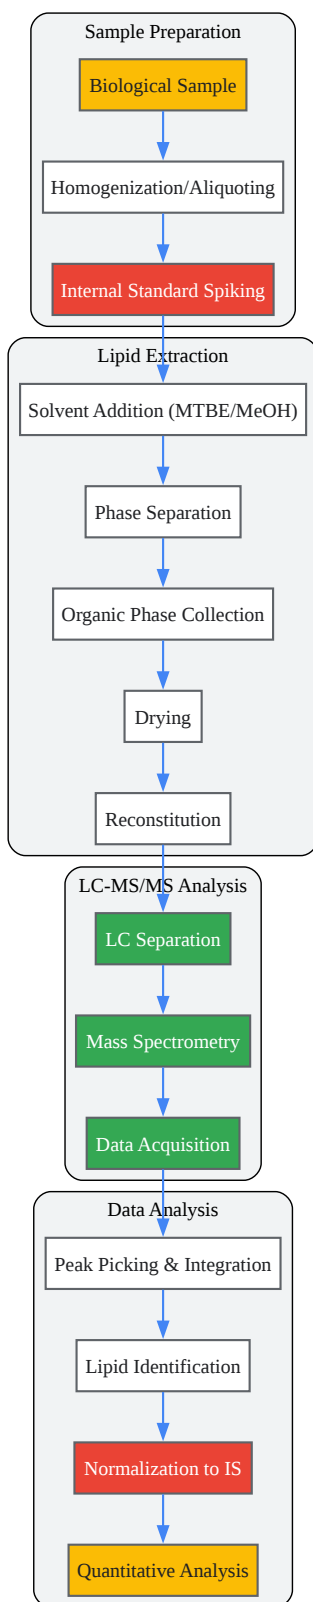 Sample Preparation
Biological Sample
Homogenization/Aliquoting
Internal Standard Spiking
Lipid Extraction
Solvent Addition (MTBE/MeOH)
Phase Separation
Organic Phase Collection
Drying
Reconstitution
LC-MS/MS Analysis
LC Separation
Mass Spectrometry
Data Acquisition
Data Analysis
Peak Picking & Integration
Lipid Identification
Normalization to IS
Quantitative Analysis